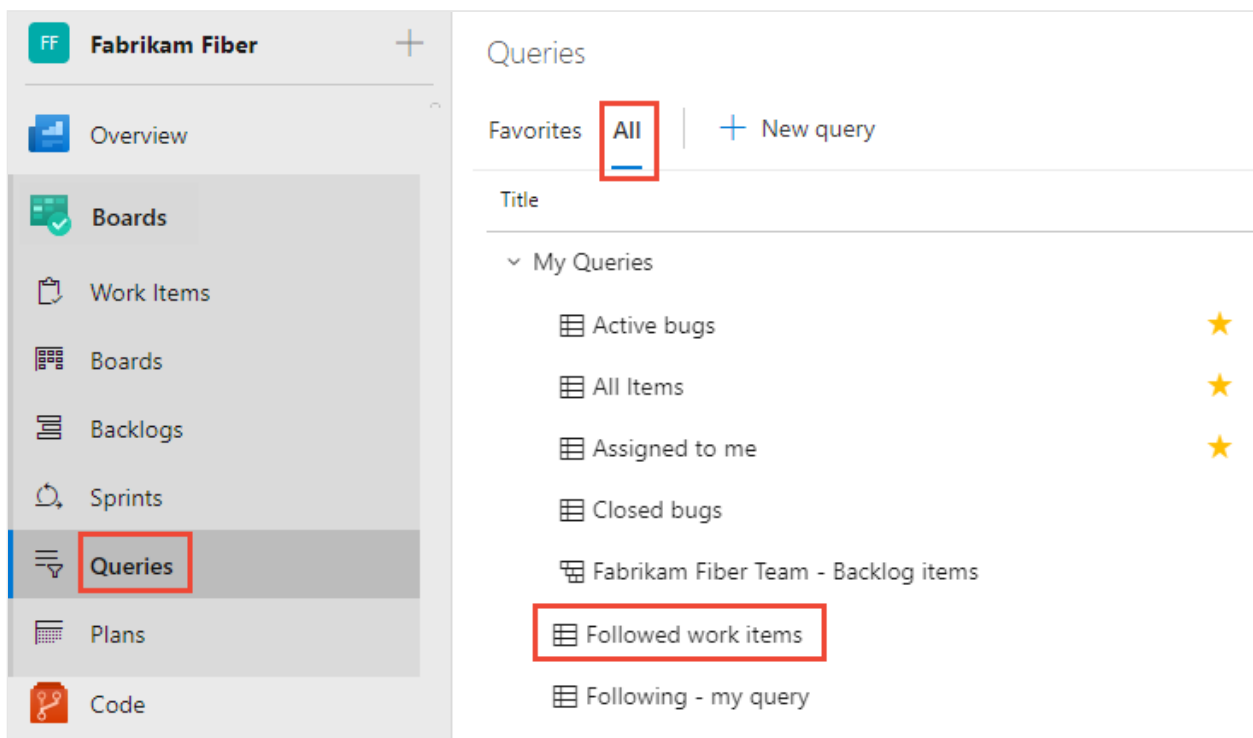 FF Fabrikam Fiber
Overview
Boards
Work Items
Boards
Backlogs
Sprints
Queries
Plans
Code
Queries
Favorites All New query
Title
My Queries
Active bugs
All Items
Assigned to me
Closed bugs
Fabrikam Fiber Team - Backlog items
Followed work items
Following - my query